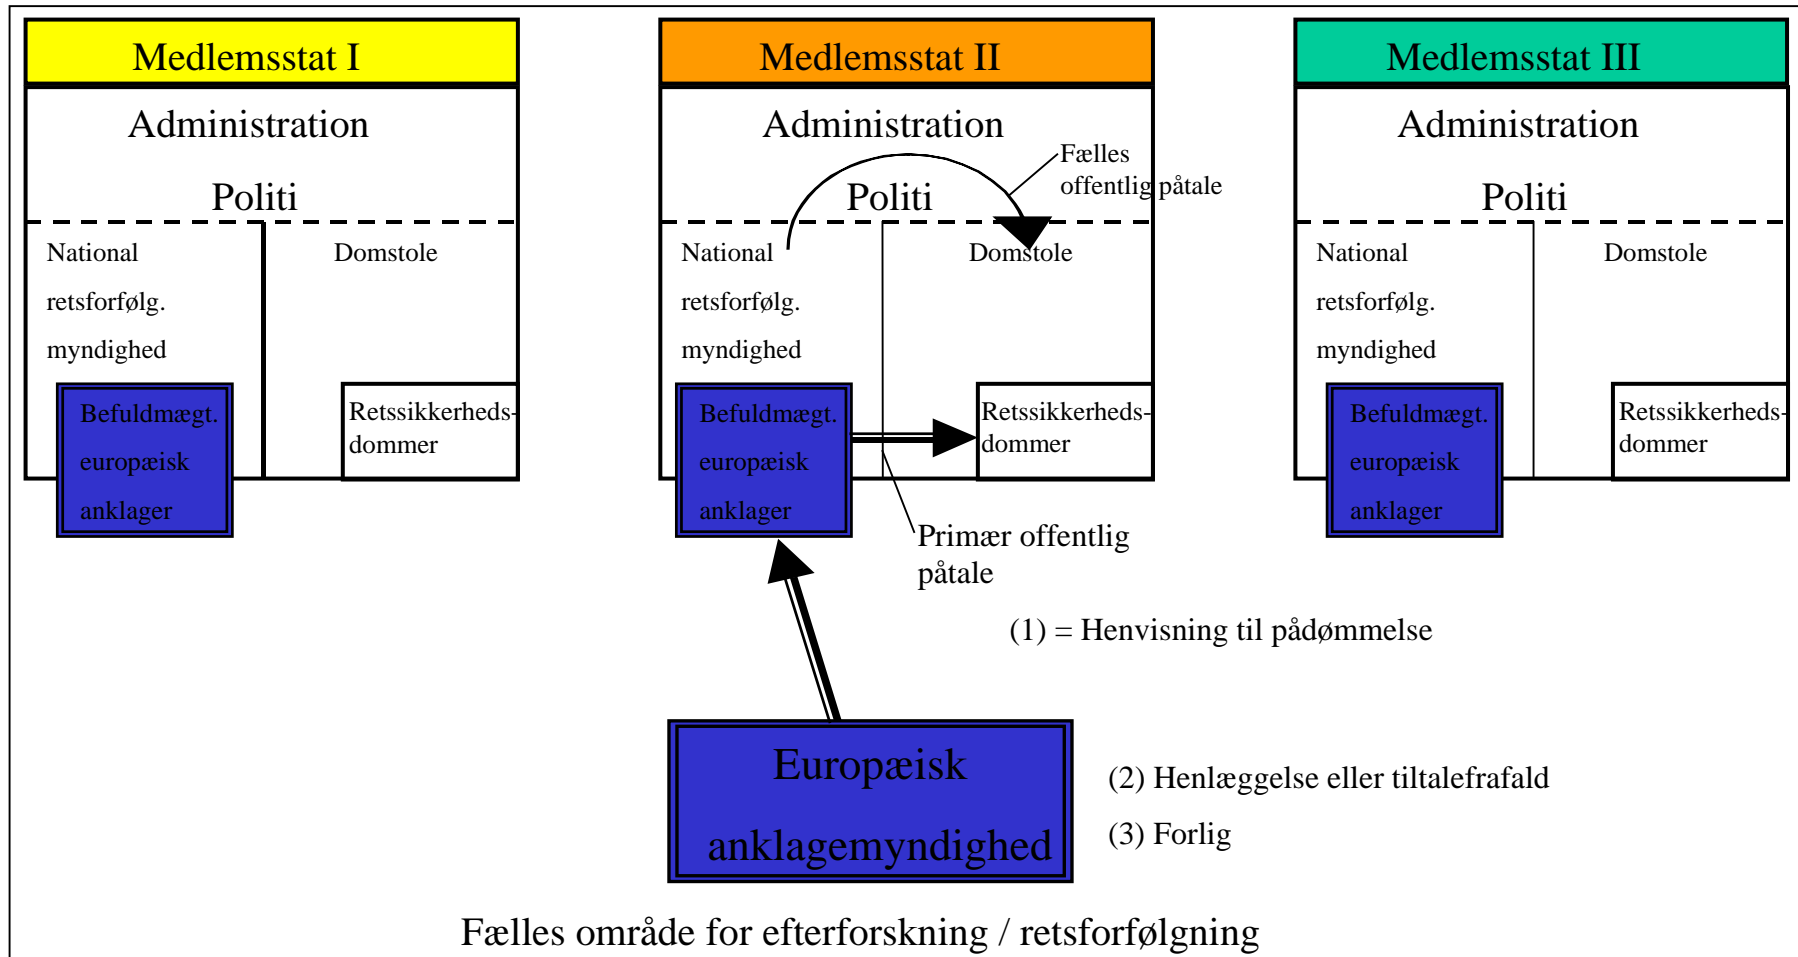 Medlemsstat I
Administration
Politi
National
retsforfølg.
myndighed
Domstole
Befuldmægt.
europæisk
anklager
Retssikkerheds-
dommer
Medlemsstat II
Administration
Fælles
offentlig påtale
Politi
National
retsforfølg.
myndighed
Domstole
Befuldmægt.
europæisk
anklager
Retssikkerheds-
dommer
Primær offentlig
påtale
Medlemsstat III
Administration
Politi
National
retsforfølg.
myndighed
Domstole
Befuldmægt.
europæisk
anklager
Retssikkerheds-
dommer
(1) = Henvisning til pådømmelse
Europæisk
anklagemyndighed
(2) Henlæggelse eller tiltalefrafald
(3) Forlig
Fælles område for efterforskning / retsforfølgning